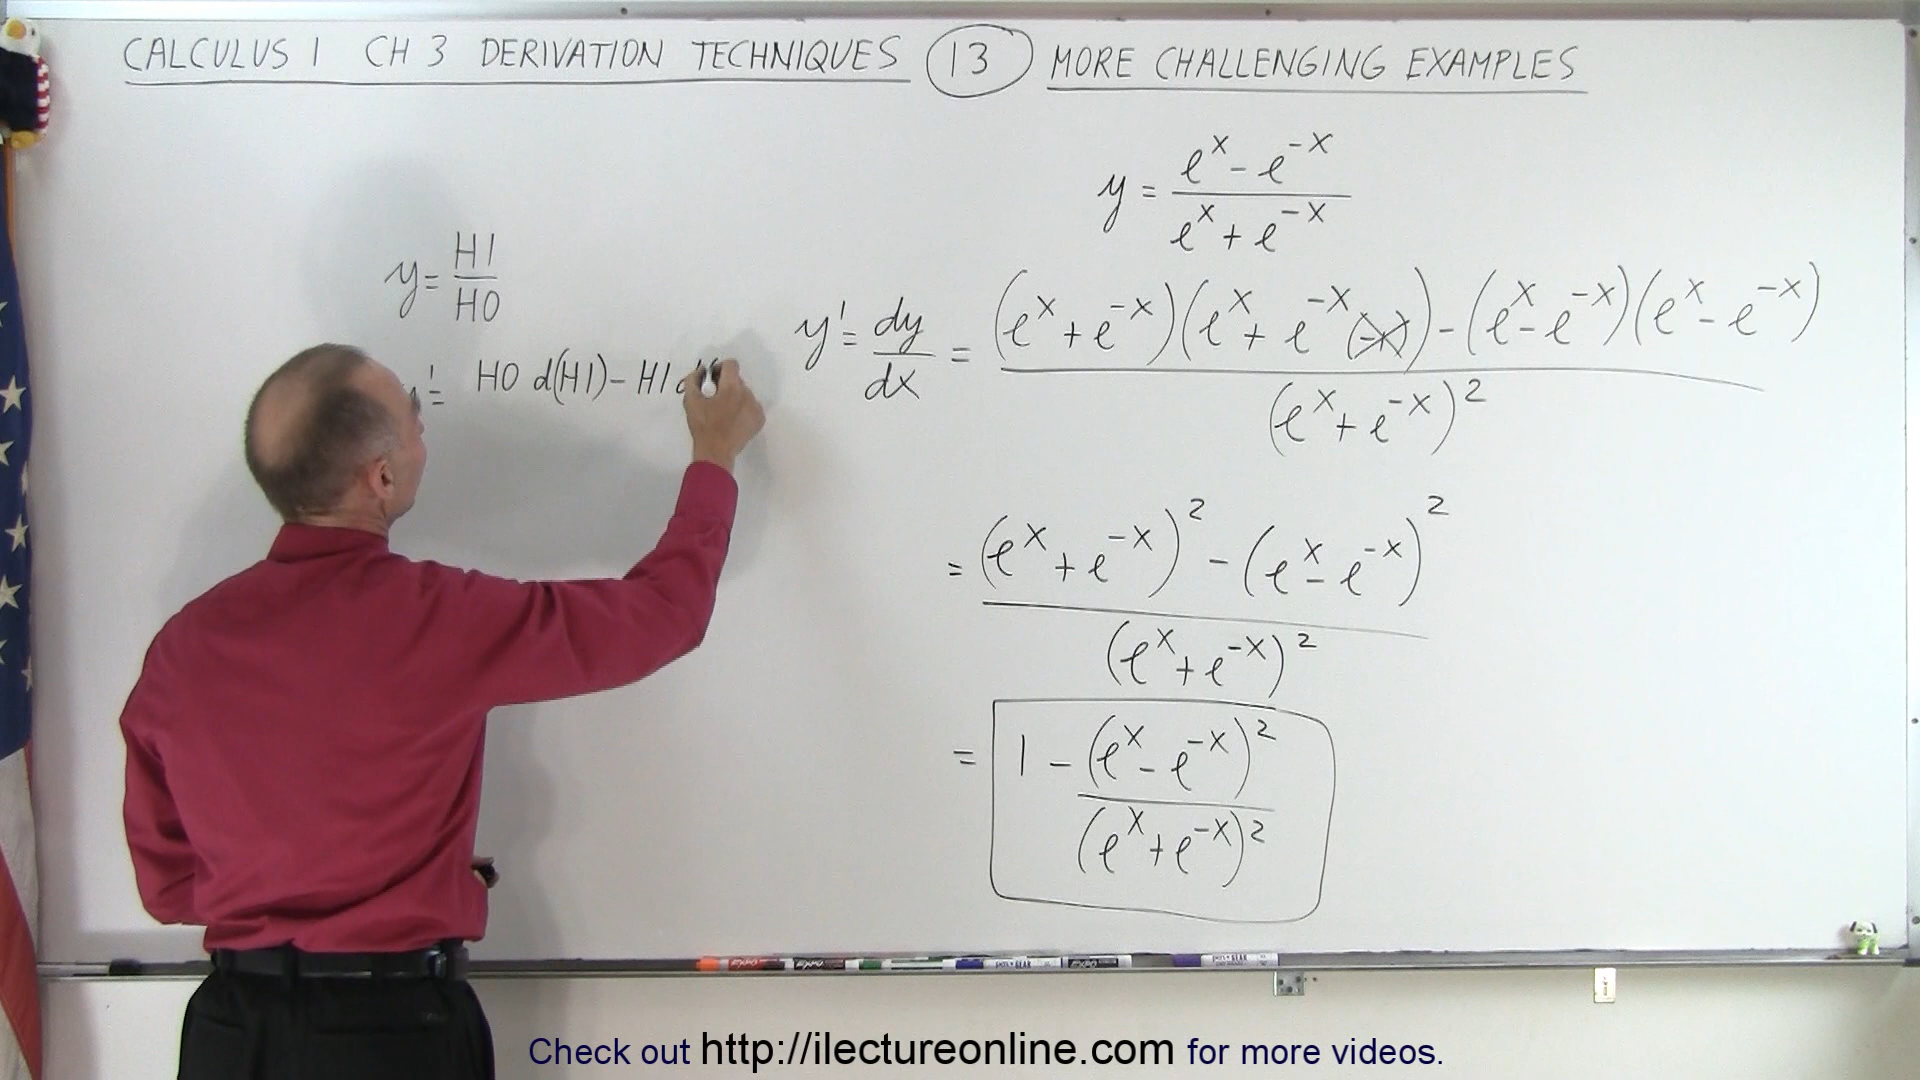 CALCULUS 1 CH 3 DERIVATION TECHNIQUES 13 MORE CHALLENGING EXAMPLES
y = HI/HO
y' = HO d(HI) - HI d(
y = (e^x - e^-x)/(e^x + e^-x)
y' = dy/dx = ((e^x + e^-x)(e^x + e^-x(-x)) - (e^x - e^-x)(e^x - e^-x))/(e^x + e^-x)^2
= ((e^x + e^-x)^2 - (e^x - e^-x)^2)/(e^x + e^-x)^2
= 1 - (e^x - e^-x)^2/(e^x + e^-x)^2
Check out http://ilectureonline.com for more videos.